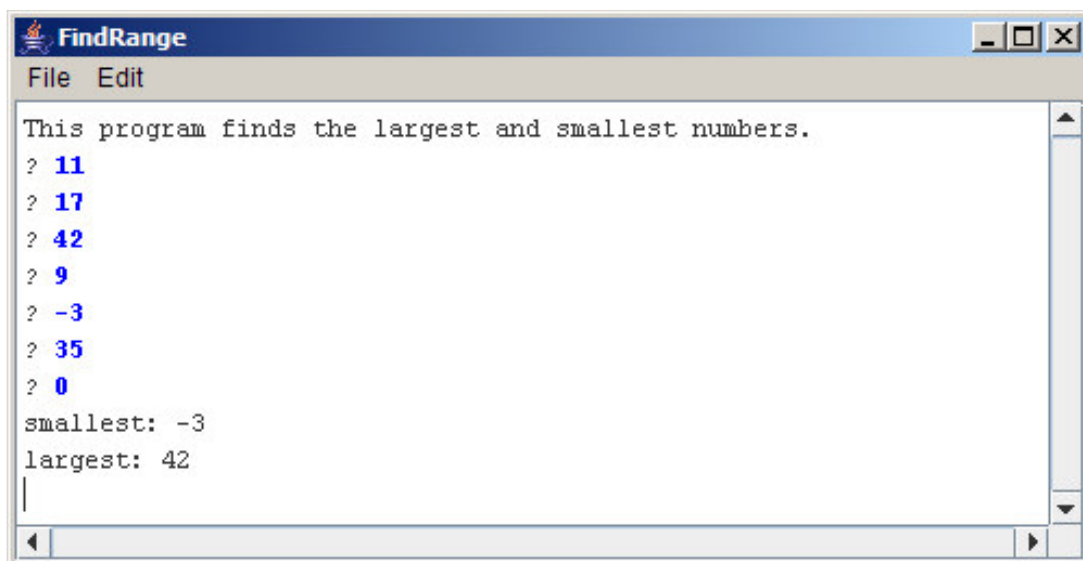 FindRange
File Edit
This program finds the largest and smallest numbers.
? 11
? 17
? 42
? 9
? -3
? 35
? 0
smallest: -3
largest: 42